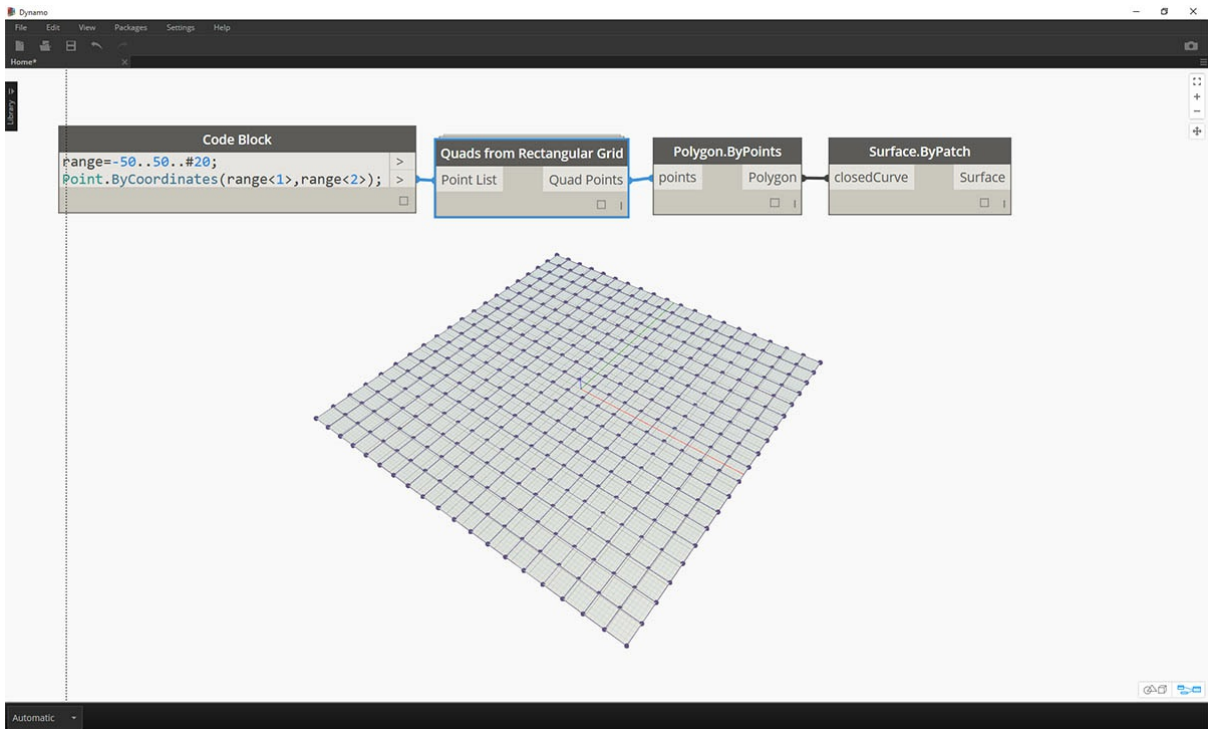 Dynamo
File Edit View Packages Settings Help
Home*
Library
Code Block
range=-50..50..#20;
Point.ByCoordinates(range<1>,range<2>);
>
>
Quads from Rectangular Grid
Point List Quad Points
Polygon.ByPoints
points Polygon
Surface.ByPatch
closedCurve Surface
Automatic